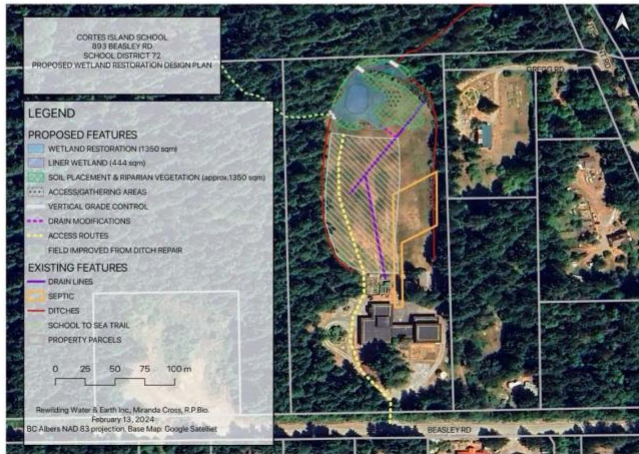 CORTES ISLAND SCHOOL
893 BEASLEY RD
SCHOOL DISTRICT 72
PROPOSED WETLAND RESTORATION DESIGN PLAN
LEGEND
PROPOSED FEATURES
WETLAND RESTORATION (1350 sqm)
LINER WETLAND (444 sqm)
SOIL PLACEMENT & RIPARIAN VEGETATION (approx.1350 sqm)
ACCESS/GATHERING AREAS
VERTICAL GRADE CONTROL
DRAIN MODIFICATIONS
ACCESS ROUTES
FIELD IMPROVED FROM DITCH REPAIR
EXISTING FEATURES
DRAIN LINES
SEPTIC
DITCHES
SCHOOL TO SEA TRAIL
PROPERTY PARCELS
0 25 50 75 100 m
Rewilding Water & Earth Inc, Miranda Cross, R.P.Bio.
February 13, 2024
BC Albers NAD 83 projection, Base Map: Google Satelliet
BEASLEY RD